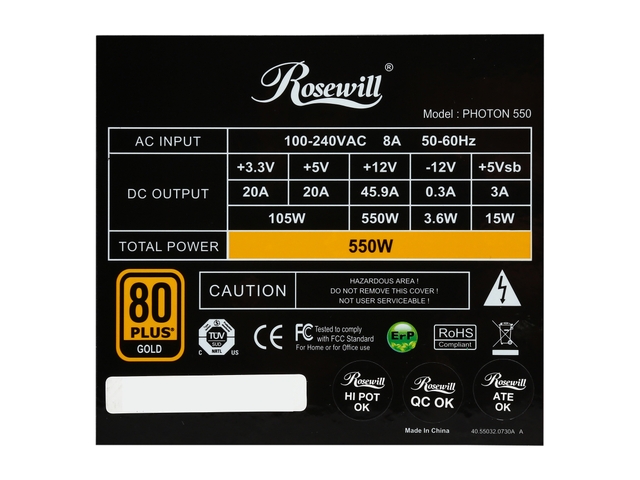 Rosewill®
Model : PHOTON 550
AC INPUT 100-240VAC 8A 50-60Hz
DC OUTPUT +3.3V +5V +12V -12V +5Vsb
20A 20A 45.9A 0.3A 3A
105W 550W 3.6W 15W
TOTAL POWER 550W
80 PLUS® GOLD
CAUTION
HAZARDOUS AREA !
DO NOT REMOVE THIS COVER !
NOT USER SERVICEABLE !
TÜV SUD NRTL C US
CE
FC Tested to comply
with FCC Standard
For Home or for Office use
ErP
RoHS
Compliant
Rosewill
HI POT
OK
Rosewill
QC OK
Rosewill
ATE
OK
Made In China
40.55032.0730A A